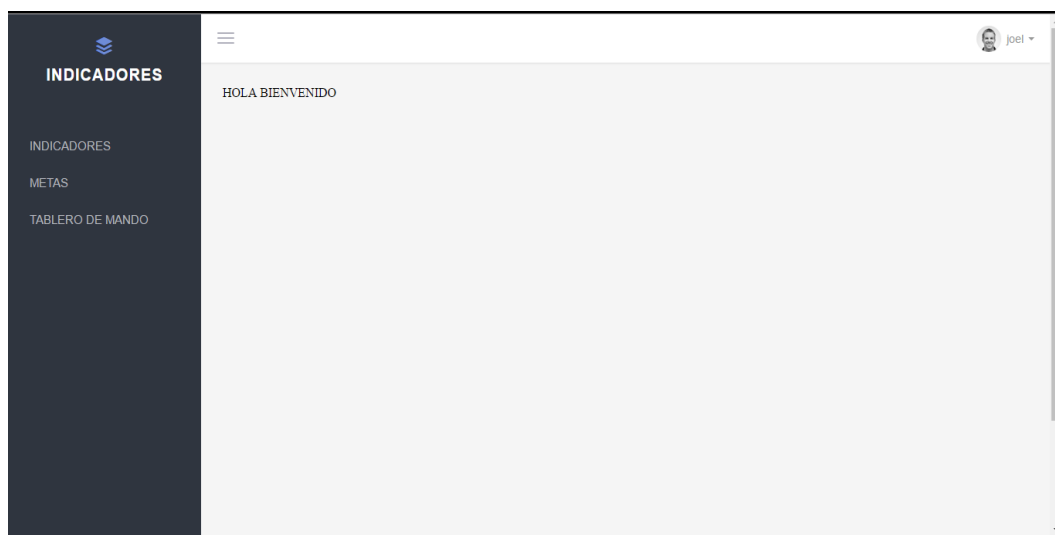 INDICADORES
joel
HOLA BIENVENIDO
INDICADORES
METAS
TABLERO DE MANDO